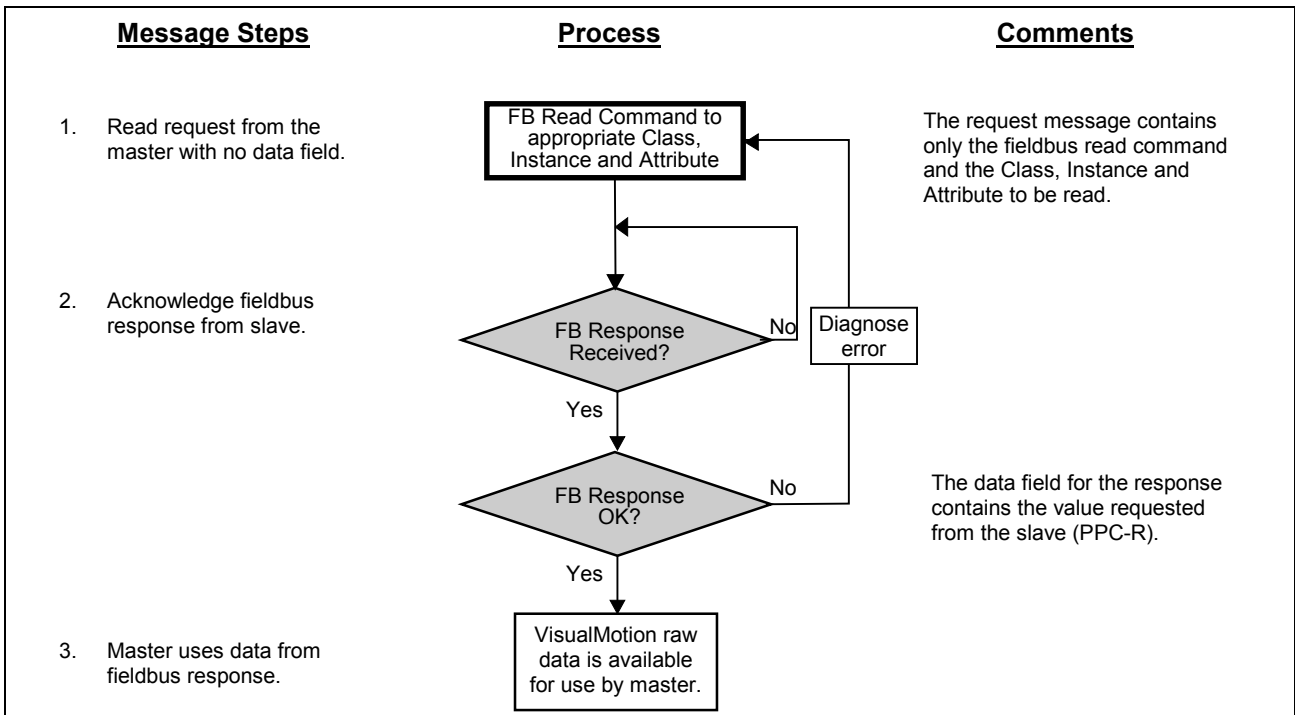 Message Steps
Process
Comments
1. Read request from the
master with no data field.
FB Read Command to
appropriate Class,
Instance and Attribute
The request message contains
only the fieldbus read command
and the Class, Instance and
Attribute to be read.
2. Acknowledge fieldbus
response from slave.
FB Response
Received?
No
Diagnose
error
Yes
FB Response
OK?
No
The data field for the response
contains the value requested
from the slave (PPC-R).
Yes
3. Master uses data from
fieldbus response.
VisualMotion raw
data is available
for use by master.